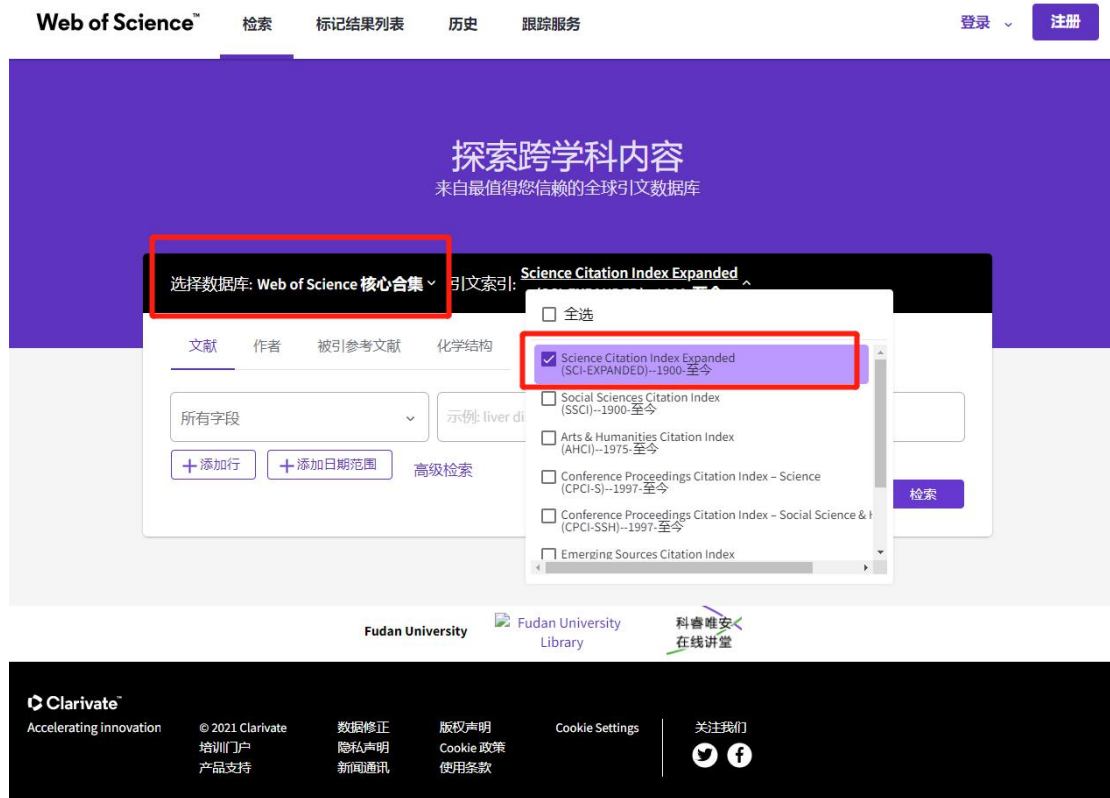 Web of Science™ 检索 标记结果列表 历史 跟踪服务 登录 注册
探索跨学科内容
来自最值得您信赖的全球引文数据库
选择数据库: Web of Science 核心合集 引文索引: Science Citation Index Expanded
全选
文献 作者 被引参考文献 化学结构
Science Citation Index Expanded
(SCI-EXPANDED)--1900-至今
所有字段
示例: liver di
Social Sciences Citation Index
(SSCI)--1900-至今
Arts & Humanities Citation Index
(AHCI)--1975-至今
+添加行 +添加日期范围 高级检索
Conference Proceedings Citation Index – Science
(CPCI-S)--1997-至今
检索
Conference Proceedings Citation Index – Social Science &
(CPCI-SSH)--1997-至今
Emerging Sources Citation Index
Fudan University
Fudan University
Library
科睿唯安
在线讲堂
Clarivate™
Accelerating innovation
© 2021 Clarivate 数据修正 版权声明 Cookie Settings 关注我们
培训门户 隐私声明 Cookie 政策
产品支持 新闻通讯 使用条款